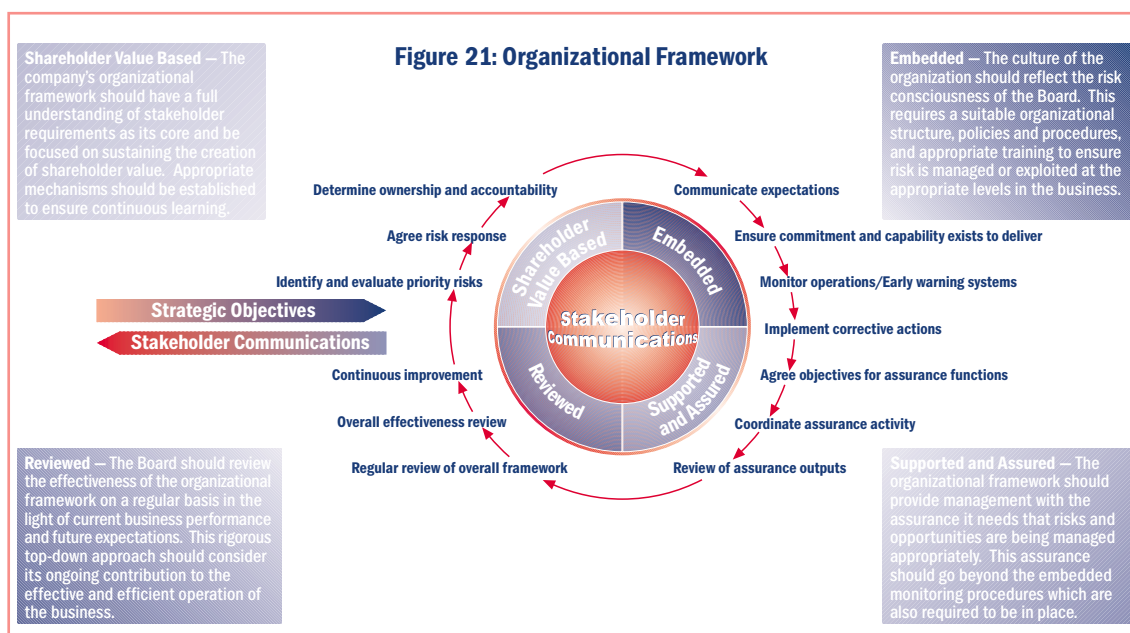 Figure 21: Organizational Framework
Shareholder Value Based — The
company's organizational
framework should have a full
understanding of stakeholder
requirements as its core and be
focused on sustaining the creation
of shareholder value.  Appropriate
mechanisms should be established
to ensure continuous learning.
Embedded — The culture of the
organization should reflect the risk
consciousness of the Board.  This
requires a suitable organizational
structure, policies and procedures,
and appropriate training to ensure
risk is managed or exploited at the
appropriate levels in the business.
Determine ownership and accountability
Agree risk response
Identify and evaluate priority risks
Communicate expectations
Ensure commitment and capability exists to deliver
Monitor operations/Early warning systems
Implement corrective actions
Agree objectives for assurance functions
Coordinate assurance activity
Review of assurance outputs
Regular review of overall framework
Overall effectiveness review
Continuous improvement
Strategic Objectives
Stakeholder Communications
Shareholder
Value Based
Embedded
Stakeholder
Communications
Reviewed
Supported
and Assured
Reviewed — The Board should review
the effectiveness of the organizational
framework on a regular basis in the
light of current business performance
and future expectations.  This rigorous
top-down approach should consider
its ongoing contribution to the
effective and efficient operation of
the business.
Supported and Assured — The
organizational framework should
provide management with the
assurance it needs that risks and
opportunities are being managed
appropriately.  This assurance
should go beyond the embedded
monitoring procedures which are
also required to be in place.